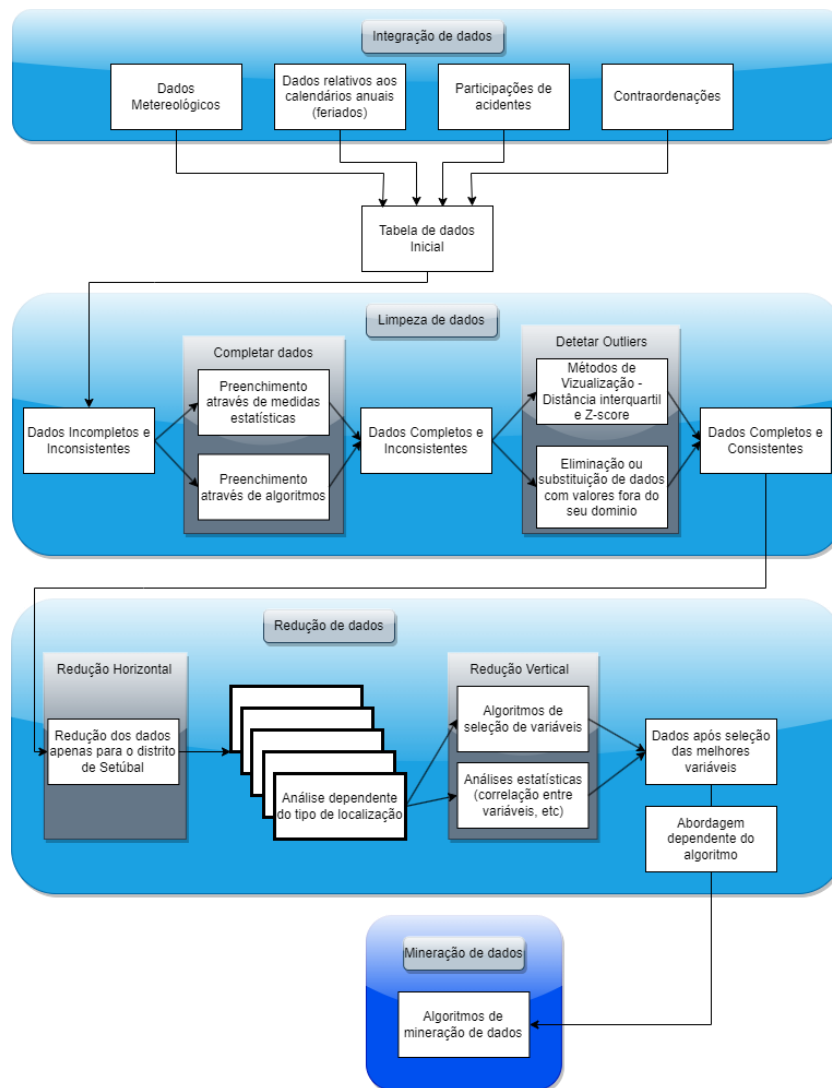 Integração de dados
Dados
Metereológicos
Dados relativos aos
calendários anuais
(feriados)
Participações de
acidentes
Contraordenações
Tabela de dados
Inicial
Limpeza de dados
Completar dados
Detetar Outliers
Preenchimento
através de medidas
estatísticas
Métodos de
Vizualização -
Distância interquartil
e Z-score
Dados Incompletos e
Inconsistentes
Dados Completos e
Inconsistentes
Dados Completos e
Consistentes
Preenchimento
através de algoritmos
Eliminação ou
substituição de dados
com valores fora do
seu dominio
Redução de dados
Redução Horizontal
Redução Vertical
Redução dos dados
apenas para o distrito
de Setúbal
Algoritmos de
seleção de variáveis
Dados após seleção
das melhores
variáveis
Análise dependente
do tipo de localização
Análises estatísticas
(correlação entre
variáveis, etc)
Abordagem
dependente do
algoritmo
Mineração de dados
Algoritmos de
mineração de dados